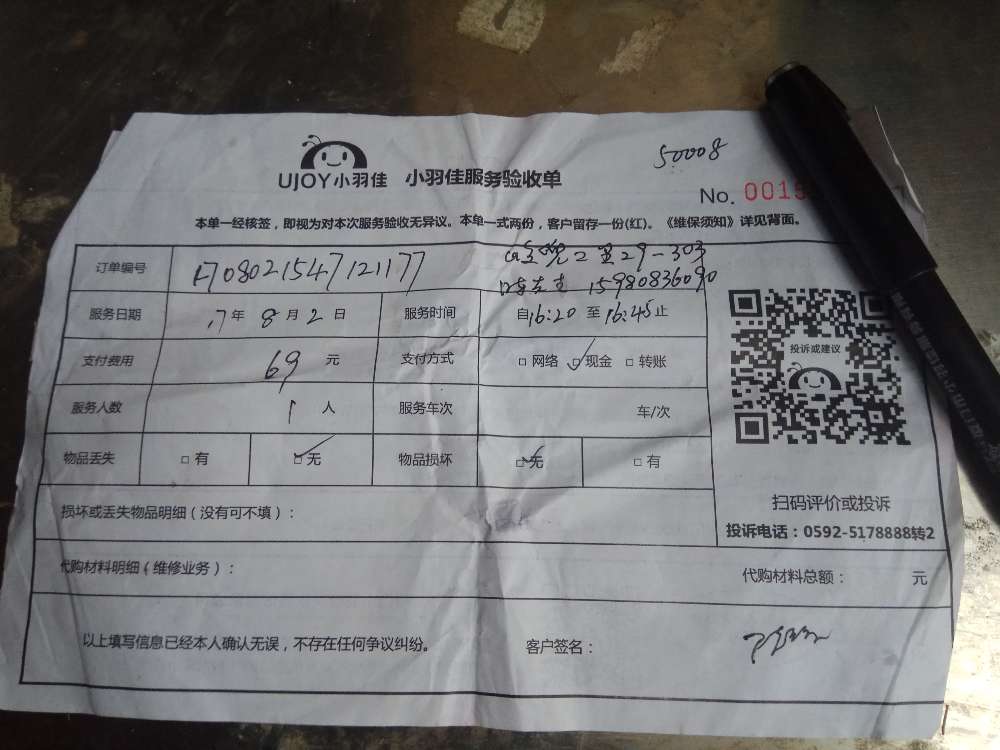 50008
UJOY小羽佳 小羽佳服务验收单
No. 0015
本单一经核签，即视为对本次服务验收无异议。本单一式两份，客户留存一份(红)。《维保须知》详见背面。
订单编号 1708021547121177 二里29-303
15980836090
服务日期 17年8月2日 服务时间 自16:20至16:45止
支付费用 69元 支付方式 □网络 ☑现金 □转账
服务人数 1人 服务车次 车/次
物品丢失 □有 ☑无 物品损坏 ☑无 □有
投诉或建议
扫码评价或投诉
投诉电话：0592-5178888转2
损坏或丢失物品明细（没有可不填）：
代购材料明细（维修业务）： 代购材料总额： 元
以上填写信息已经本人确认无误，不存在任何争议纠纷。 客户签名：